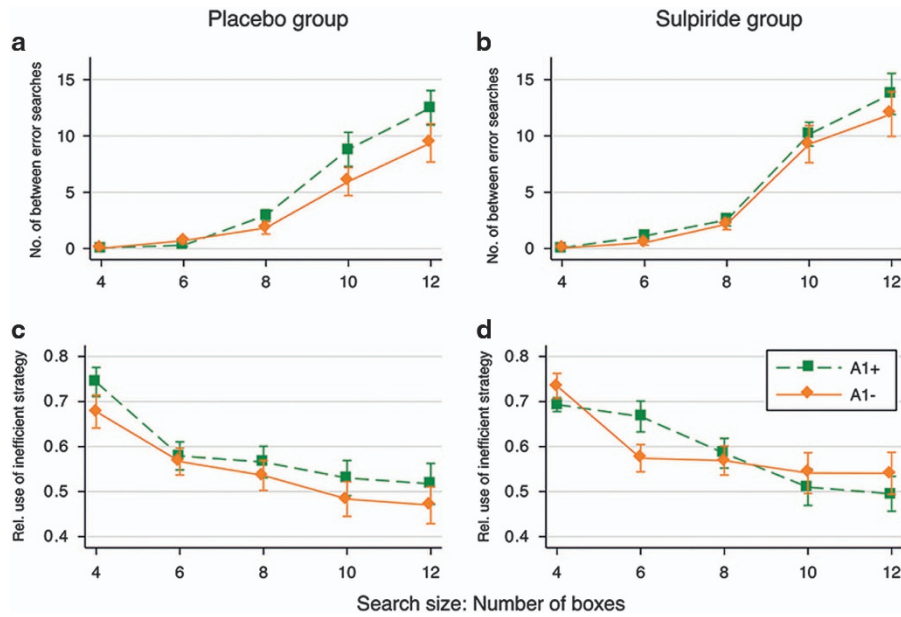 Placebo group
Sulpiride group
a
b
No. of between error searches
15
10
5
0
4 6 8 10 12
No. of between error searches
15
10
5
0
4 6 8 10 12
c
d
Rel. use of inefficient strategy
0.8
0.7
0.6
0.5
0.4
4 6 8 10 12
Rel. use of inefficient strategy
0.8
0.7
0.6
0.5
0.4
4 6 8 10 12
A1+
A1-
Search size: Number of boxes